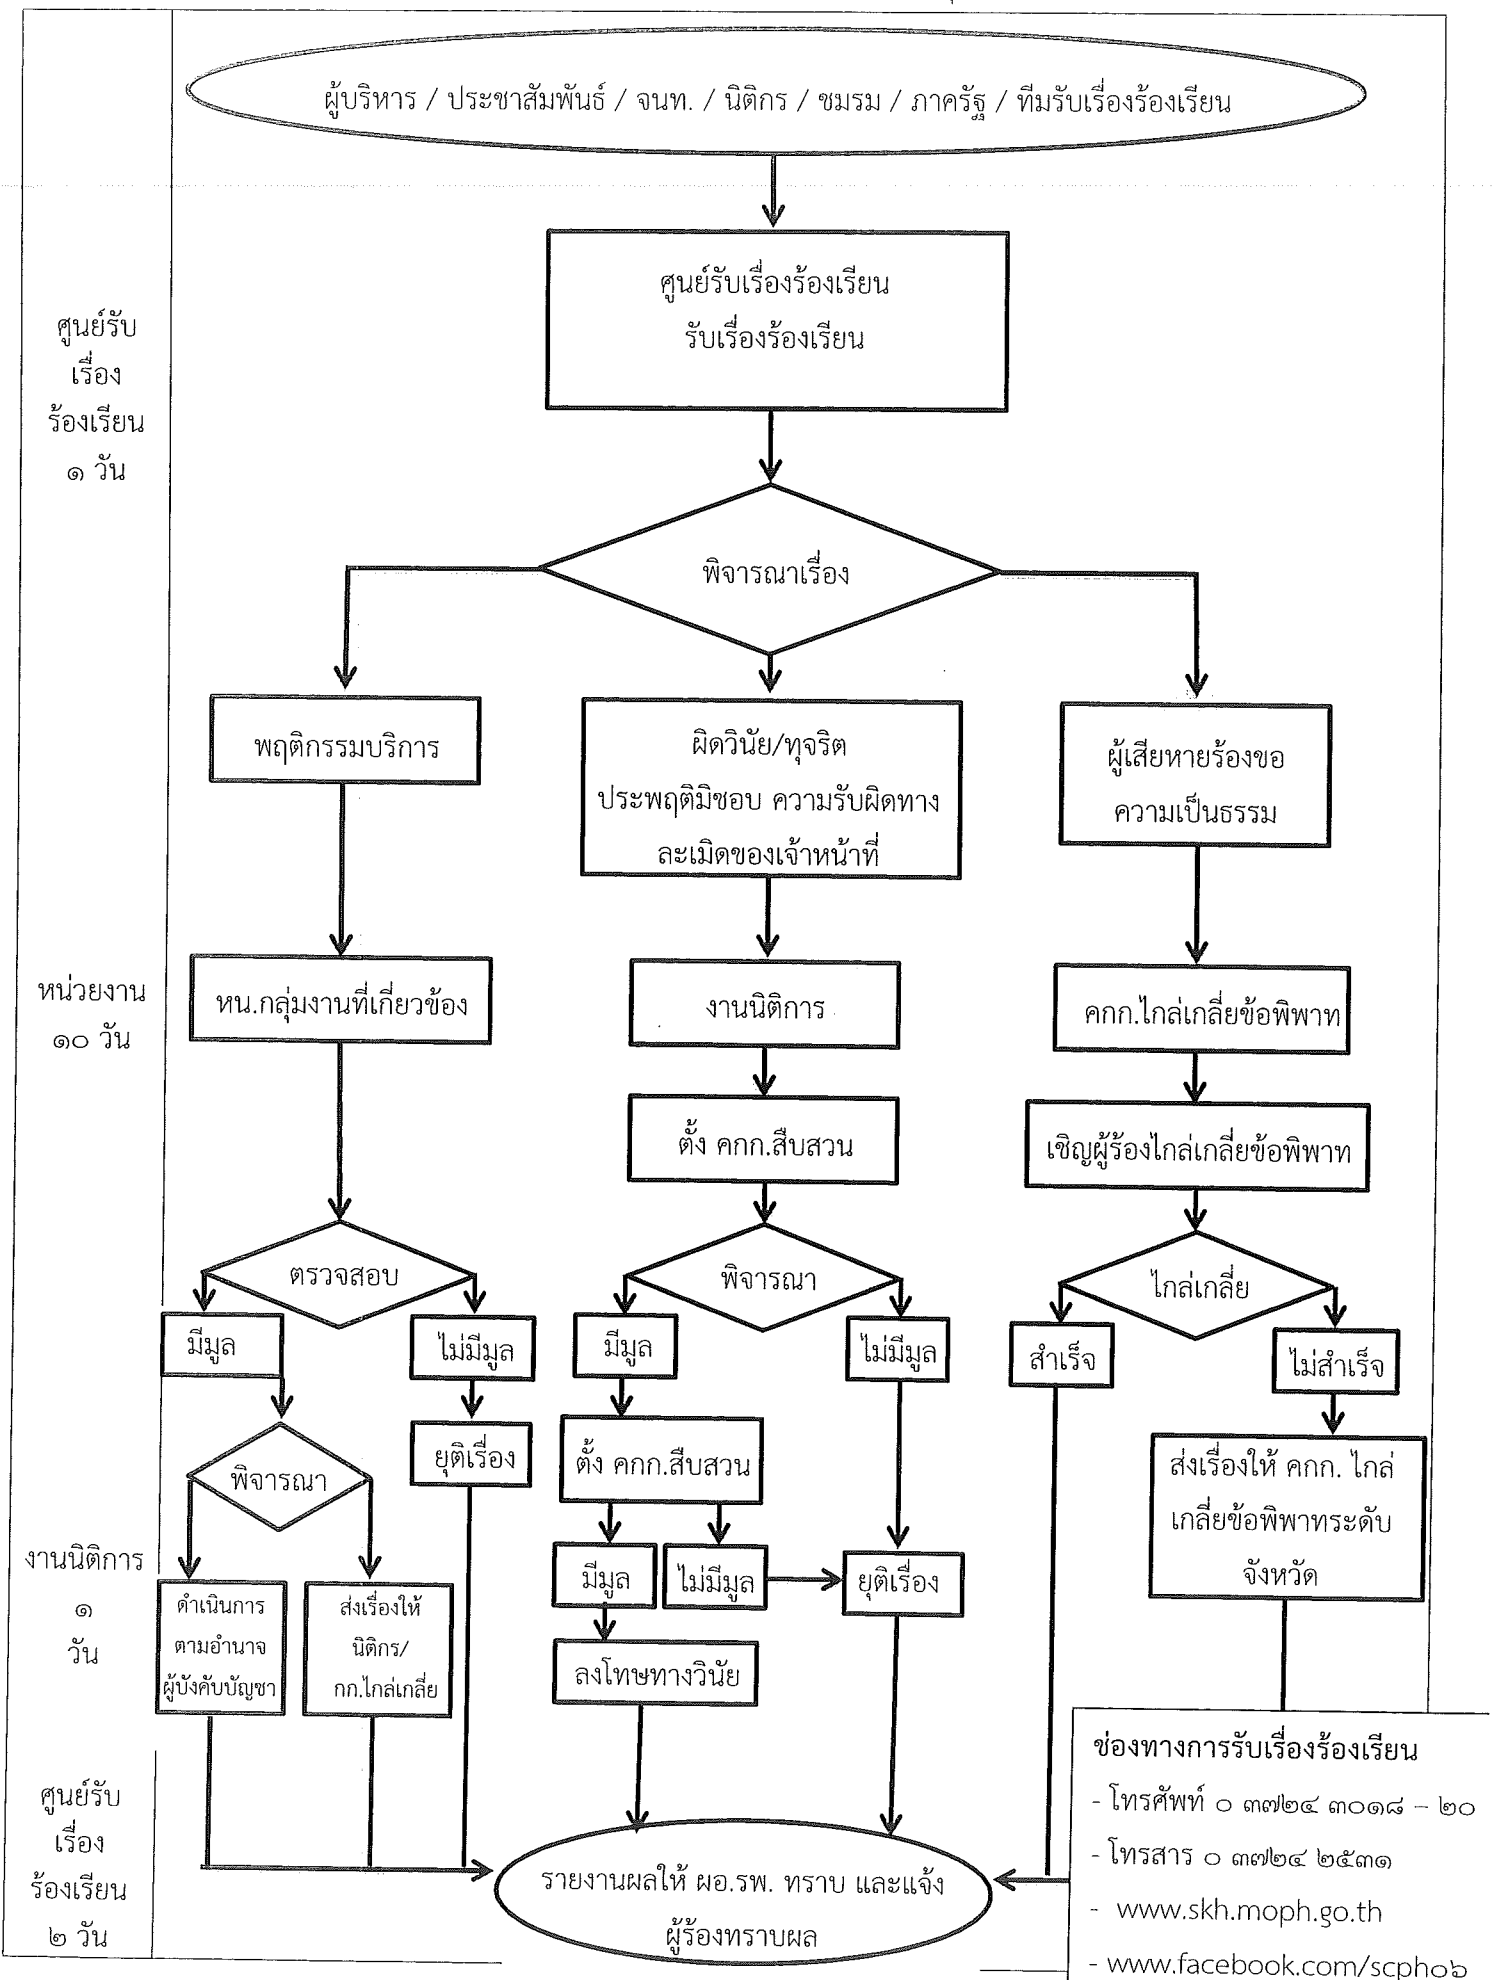 ผู้บริหาร / ประชาสัมพันธ์ / จนท. / นิติกร / ชมรม / ภาครัฐ / ทีมรับเรื่องร้องเรียน
ศูนย์รับเรื่องร้องเรียน
รับเรื่องร้องเรียน
ศูนย์รับ
เรื่อง
ร้องเรียน
๑ วัน
พิจารณาเรื่อง
พฤติกรรมบริการ
ผิดวินัย/ทุจริต
ประพฤติมิชอบ ความรับผิดทาง
ละเมิดของเจ้าหน้าที่
ผู้เสียหายร้องขอ
ความเป็นธรรม
หน่วยงาน
๑๐ วัน
หน.กลุ่มงานที่เกี่ยวข้อง
งานนิติการ
คกก.ไกล่เกลี่ยข้อพิพาท
ตั้ง คกก.สืบสวน
เชิญผู้ร้องไกล่เกลี่ยข้อพิพาท
ตรวจสอบ
พิจารณา
ไกล่เกลี่ย
มีมูล
ไม่มีมูล
มีมูล
ไม่มีมูล
สำเร็จ
ไม่สำเร็จ
พิจารณา
ยุติเรื่อง
ตั้ง คกก.สืบสวน
ส่งเรื่องให้ คกก. ไกล่
เกลี่ยข้อพิพาทระดับ
จังหวัด
งานนิติการ
๑
วัน
มีมูล
ไม่มีมูล
ยุติเรื่อง
ดำเนินการ
ตามอำนาจ
ผู้บังคับบัญชา
ส่งเรื่องให้
นิติกร/
กก.ไกล่เกลี่ย
ลงโทษทางวินัย
ศูนย์รับ
เรื่อง
ร้องเรียน
๒ วัน
รายงานผลให้ ผอ.รพ. ทราบ และแจ้ง
ผู้ร้องทราบผล
ช่องทางการรับเรื่องร้องเรียน
- โทรศัพท์ ๐ ๓๗๒๔ ๓๐๑๘ – ๒๐
- โทรสาร ๐ ๓๗๒๔ ๒๕๓๑
- www.skh.moph.go.th
- www.facebook.com/scph๐๖